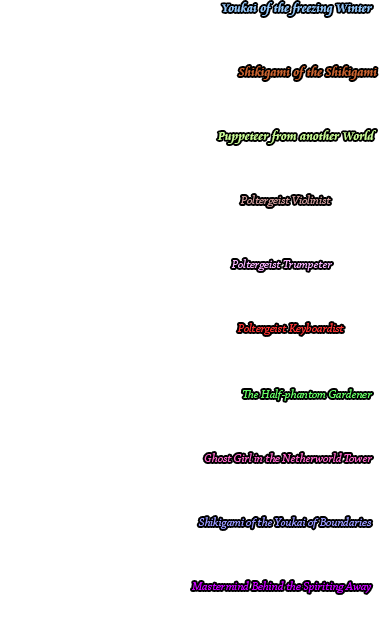 Youkai of the freezing Winter
Shikigami of the Shikigami
Puppeteer from another World
Poltergeist Violinist
Poltergeist Trumpeter
Poltergeist Keyboardist
The Half-phantom Gardener
Ghost Girl in the Netherworld Tower
Shikigami of the Youkai of Boundaries
Mastermind Behind the Spiriting Away